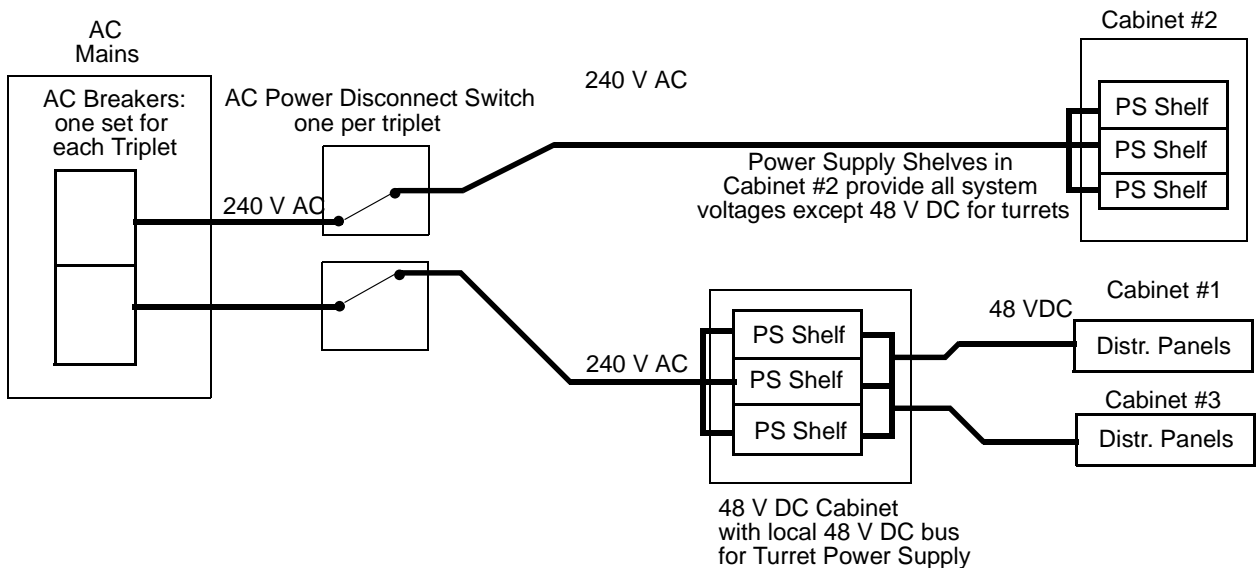 AC
Mains
AC Breakers:
one set for
each Triplet
AC Power Disconnect Switch
one per triplet
240 V AC
240 V AC
Cabinet #2
PS Shelf
PS Shelf
PS Shelf
Power Supply Shelves in
Cabinet #2 provide all system
voltages except 48 V DC for turrets
240 V AC
PS Shelf
PS Shelf
PS Shelf
48 VDC
Cabinet #1
Distr. Panels
Cabinet #3
Distr. Panels
48 V DC Cabinet
with local 48 V DC bus
for Turret Power Supply